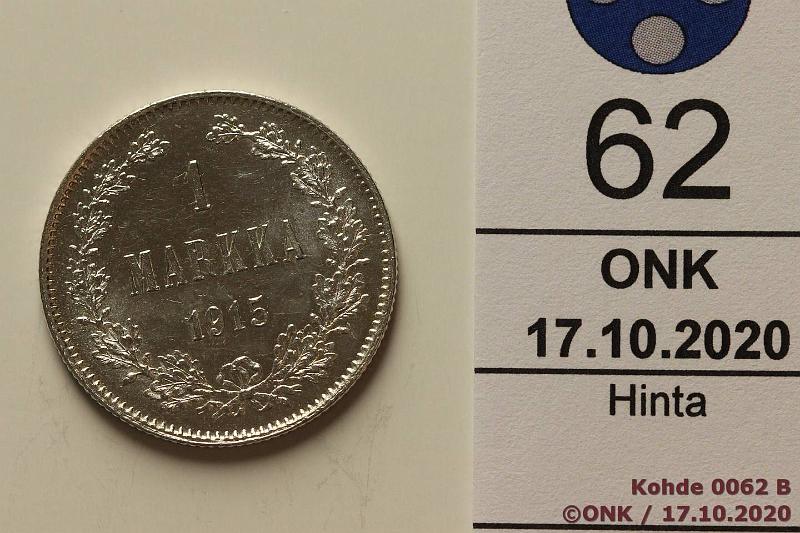 1
MARKKA
1915
62
ONK
17.10.2020
Hinta
Kohde 0062 B
©ONK / 17.10.2020